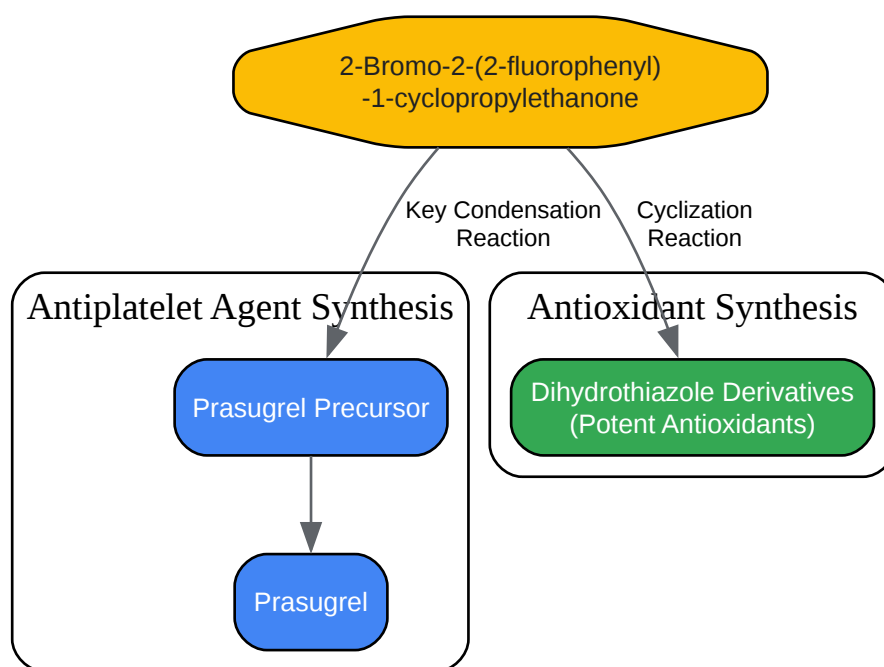 2-Bromo-2-(2-fluorophenyl)
-1-cyclopropylethanone
Key Condensation
Reaction
Cyclization
Reaction
Antiplatelet Agent Synthesis
Antioxidant Synthesis
Prasugrel Precursor
Dihydrothiazole Derivatives
(Potent Antioxidants)
Prasugrel